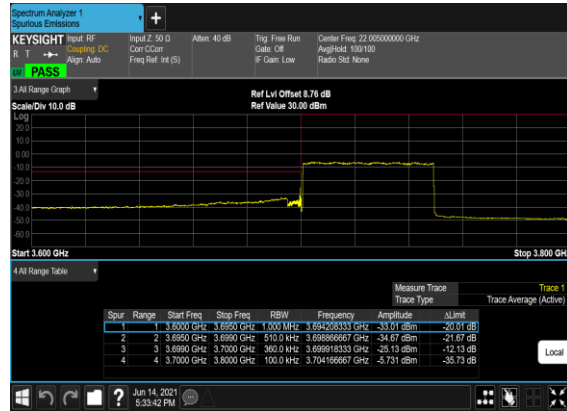 Spectrum Analyzer 1
Spurious Emissions
+
KEYSIGHT Input: RF Input Z: 50 Ω Atten: 40 dB Trig: Free Run Center Freq: 22.005000000 GHz
R T Coupling: DC Corr CCorr Gate: Off Avg|Hold: 100/100
Align: Auto Freq Ref: Int (S) IF Gain: Low Radio Std: None
PASS
3 All Range Graph
Ref Lvl Offset 8.76 dB
Scale/Div 10.0 dB Ref Value 30.00 dBm
Log
20.0
10.0
0.00
-10.0
-20.0
-30.0
-40.0
-50.0
-60.0
Start 3.600 GHz Stop 3.800 GHz
4 All Range Table
Measure Trace Trace 1
Trace Type Trace Average (Active)
Spur Range Start Freq Stop Freq RBW Frequency Amplitude ΔLimit
1 1 3.6000 GHz 3.6950 GHz 1.000 MHz 3.694208333 GHz -33.01 dBm -20.01 dB
2 2 3.6950 GHz 3.6990 GHz 510.0 kHz 3.698866667 GHz -34.67 dBm -21.67 dB
3 3 3.6990 GHz 3.7000 GHz 360.0 kHz 3.699918333 GHz -25.13 dBm -12.13 dB
4 4 3.7000 GHz 3.8000 GHz 100.0 kHz 3.704166667 GHz -5.731 dBm -35.73 dB
Local
? Jun 14, 2021
5:33:42 PM